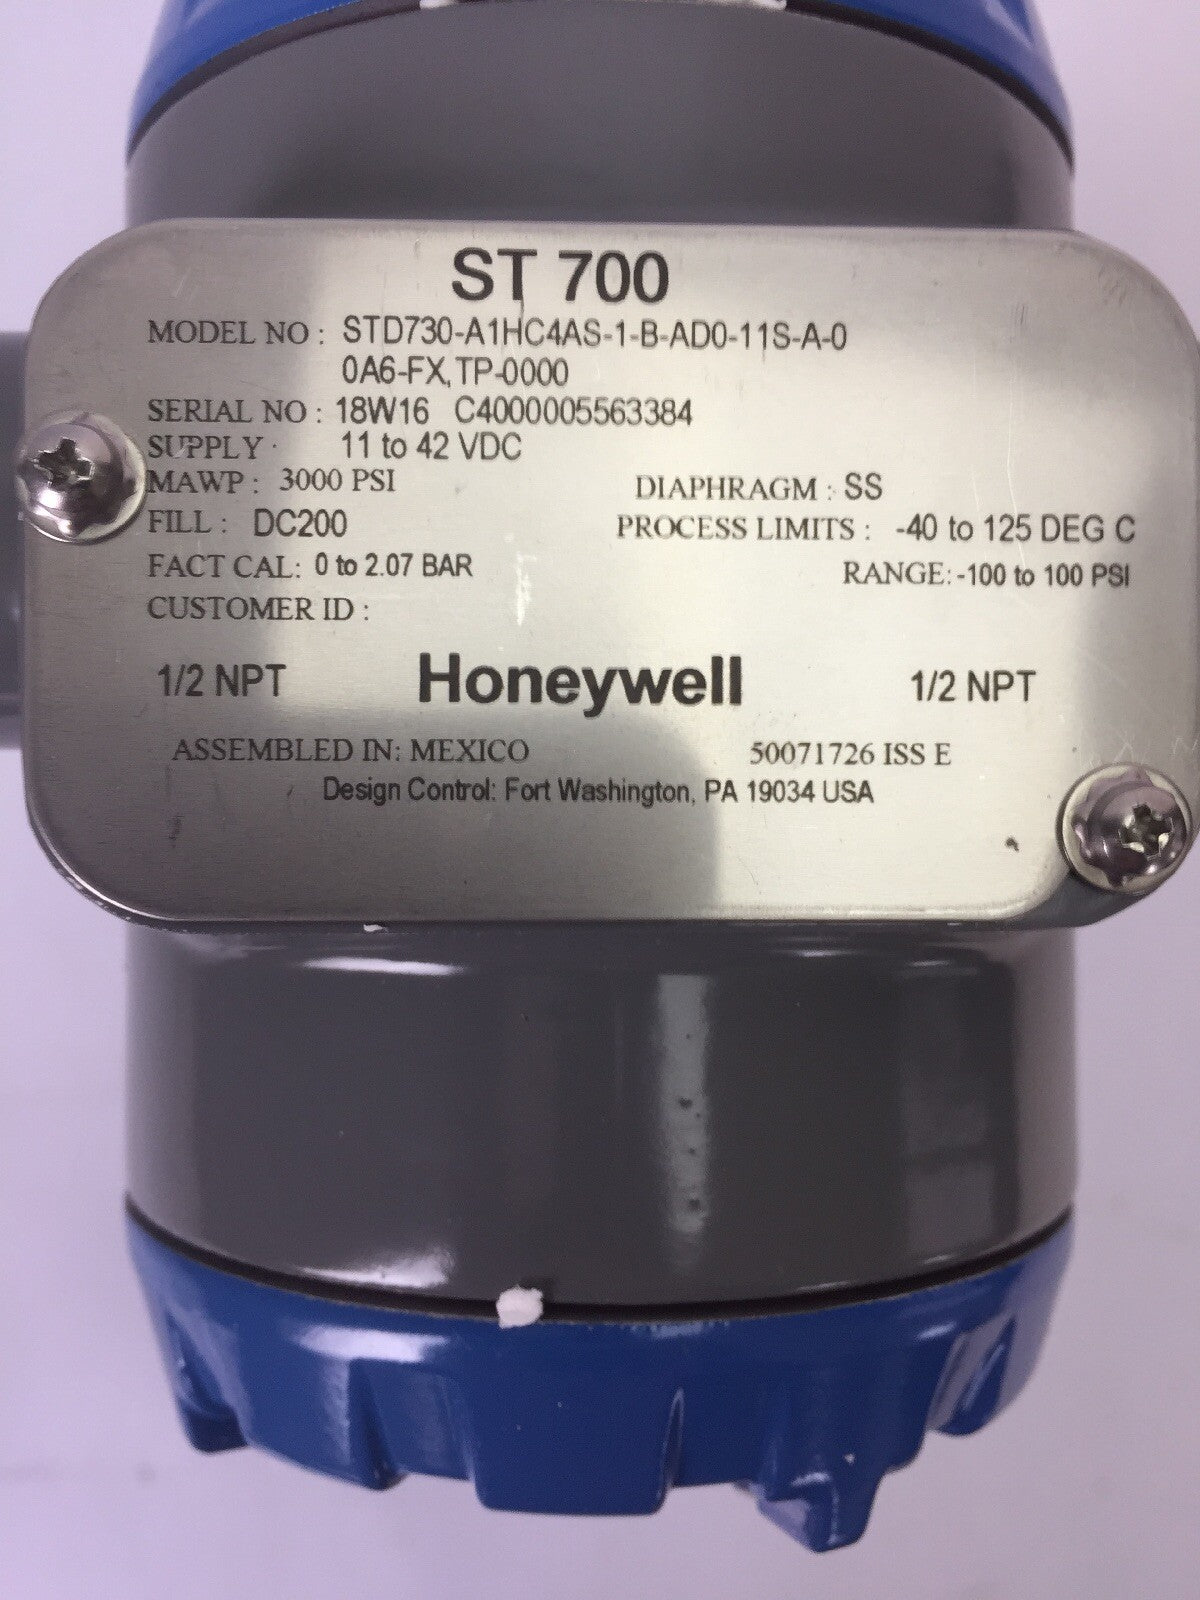 ST 700
MODEL NO : STD730-A1HC4AS-1-B-AD0-11S-A-0
0A6-FX,TP-0000
SERIAL NO : 18W16 C4000005563384
SUPPLY : 11 to 42 VDC
MAWP : 3000 PSI DIAPHRAGM : SS
FILL : DC200 PROCESS LIMITS : -40 to 125 DEG C
FACT CAL: 0 to 2.07 BAR RANGE: -100 to 100 PSI
CUSTOMER ID :
1/2 NPT Honeywell 1/2 NPT
ASSEMBLED IN: MEXICO 50071726 ISS E
Design Control: Fort Washington, PA 19034 USA